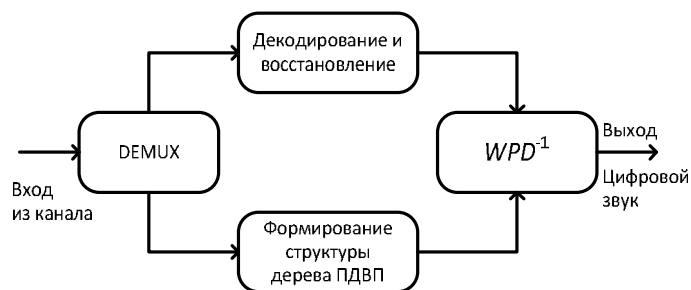 Декодирование и
восстановление
DEMUX
WPD⁻¹
Выход
Цифровой
звук
Вход
из канала
Формирование
структуры
дерева ПДВП